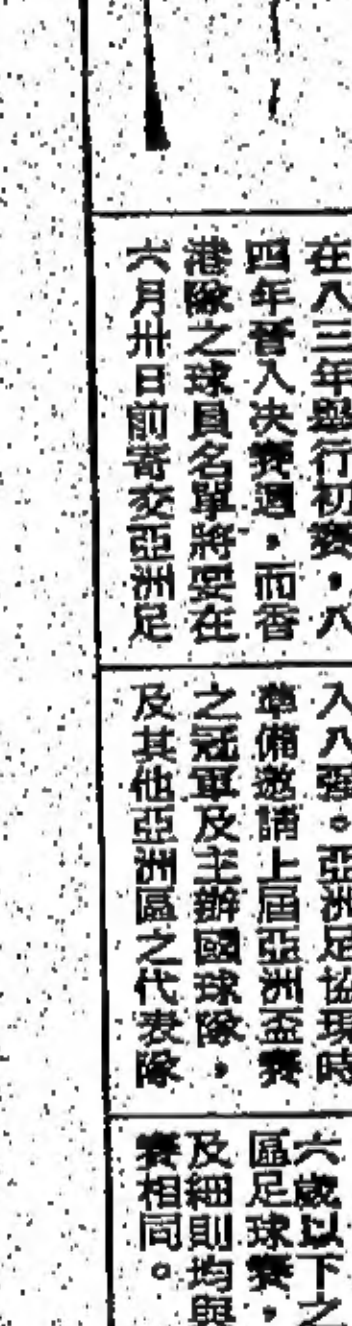 在八三年舉行初賽，八
四年晉入決賽週，而香
港隊之球員名單將要在
六月卅日前寄交亞洲足
入八强。亞洲足協現時
準備邀請上屆亞洲盃賽
之冠軍及主辦國球隊，
及其他亞洲區之代表隊
六歲以下之
區足球賽，
及細則均與
賽相同。